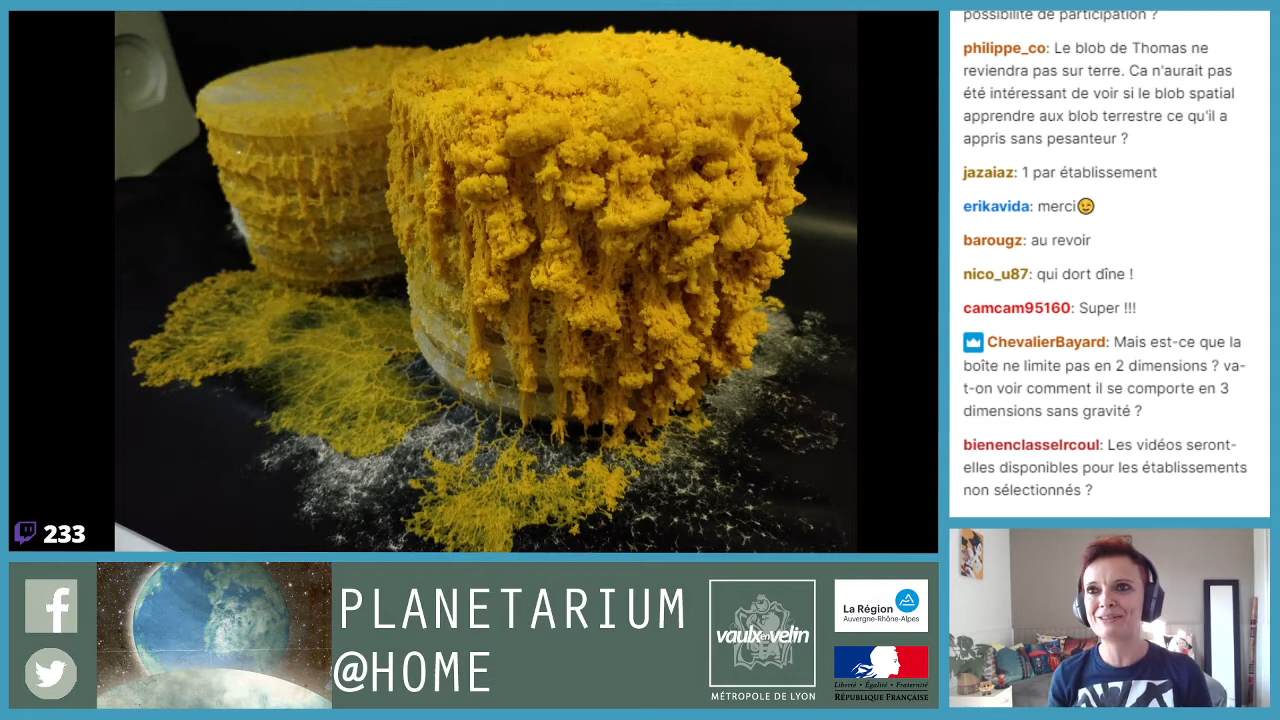 possibilité de participation ?
philippe_co: Le blob de Thomas ne
reviendra pas sur terre. Ca n'aurait pas
été intéressant de voir si le blob spatial
apprendre aux blob terrestre ce qu'il a
appris sans pesanteur ?
jazaiaz: 1 par établissement
erikavida: merci😉
barougz: au revoir
nico_u87: qui dort dîne !
camcam95160: Super !!!
ChevalierBayard: Mais est-ce que la
boîte ne limite pas en 2 dimensions ? va-
t-on voir comment il se comporte en 3
dimensions sans gravité ?
bienenclasselrcoul: Les vidéos seront-
elles disponibles pour les établissements
non sélectionnés ?
233
PLANETARIUM
@HOME
vaulx en velin
MÉTROPOLE DE LYON
La Région
Auvergne-Rhône-Alpes
Liberté • Égalité • Fraternité
RÉPUBLIQUE FRANÇAISE